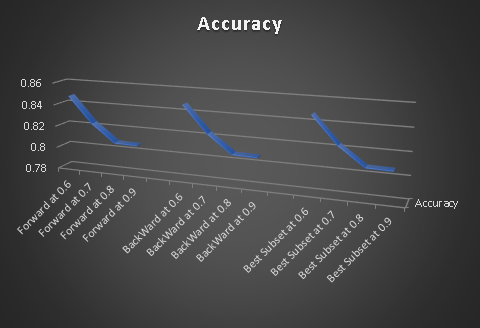 Accuracy
0.86
0.84
0.82
0.8
0.78
Forward at 0.6
Forward at 0.7
Forward at 0.8
Forward at 0.9
BackWard at 0.6
BackWard at 0.7
BackWard at 0.8
BackWard at 0.9
Best Subset at 0.6
Best Subset at 0.7
Best Subset at 0.8
Best Subset at 0.9
Accuracy